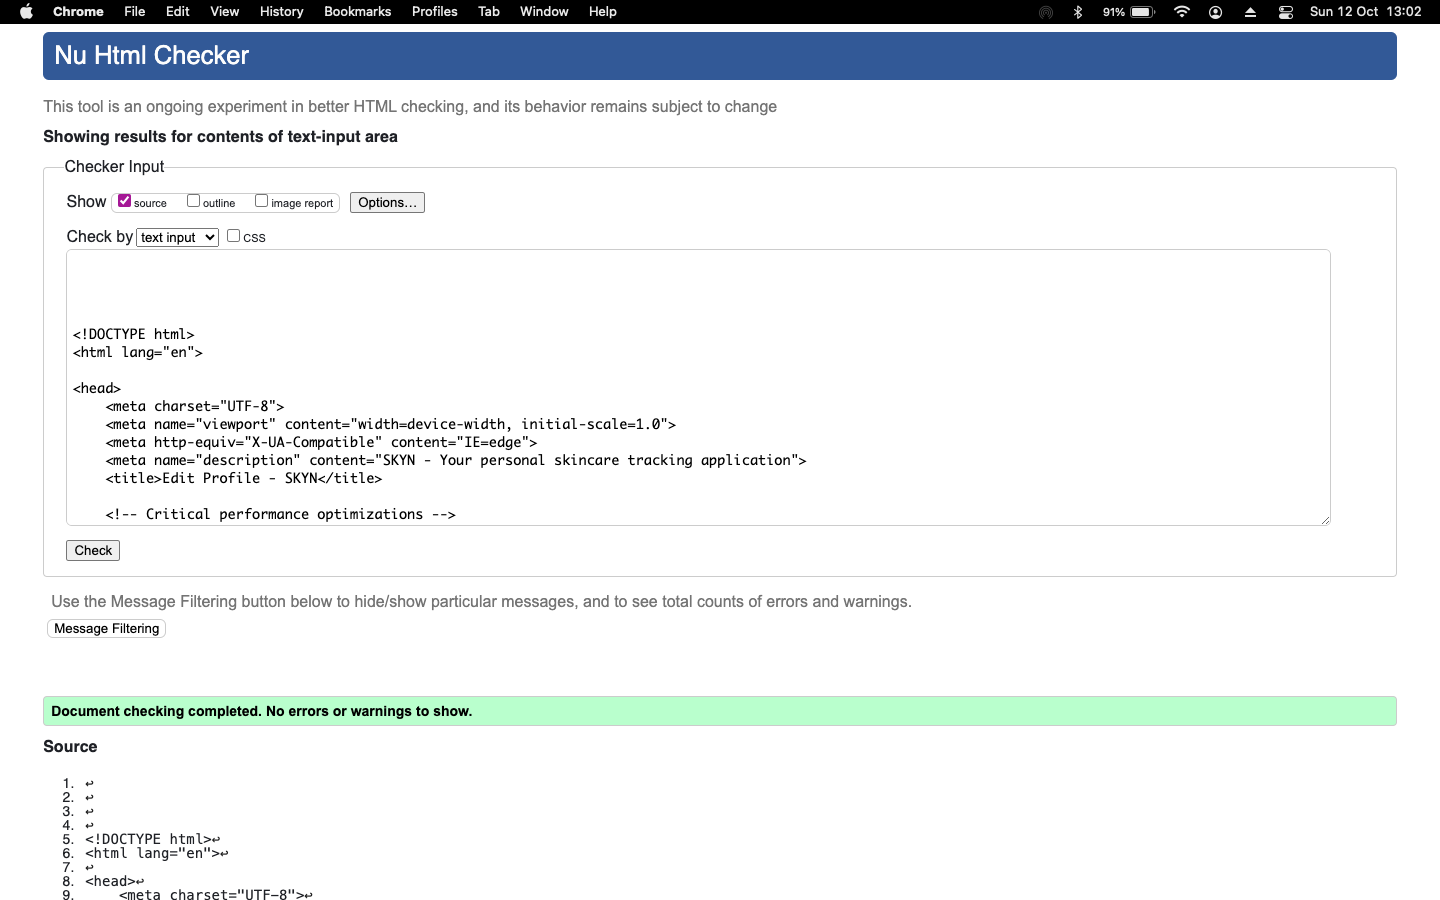 Chrome File Edit View History Bookmarks Profiles Tab Window Help 91% Sun 12 Oct 13:02
Nu Html Checker
This tool is an ongoing experiment in better HTML checking, and its behavior remains subject to change
Showing results for contents of text-input area
Checker Input
Show source outline image report Options...
Check by text input CSS
<!DOCTYPE html>
<html lang="en">
<head>
<meta charset="UTF-8">
<meta name="viewport" content="width=device-width, initial-scale=1.0">
<meta http-equiv="X-UA-Compatible" content="IE=edge">
<meta name="description" content="SKYN - Your personal skincare tracking application">
<title>Edit Profile - SKYN</title>
<!-- Critical performance optimizations -->
Check
Use the Message Filtering button below to hide/show particular messages, and to see total counts of errors and warnings.
Message Filtering
Document checking completed. No errors or warnings to show.
Source
1. ↩
2. ↩
3. ↩
4. ↩
5. <!DOCTYPE html>↩
6. <html lang="en">↩
7. ↩
8. <head>↩
9. <meta charset="UTF-8">↩